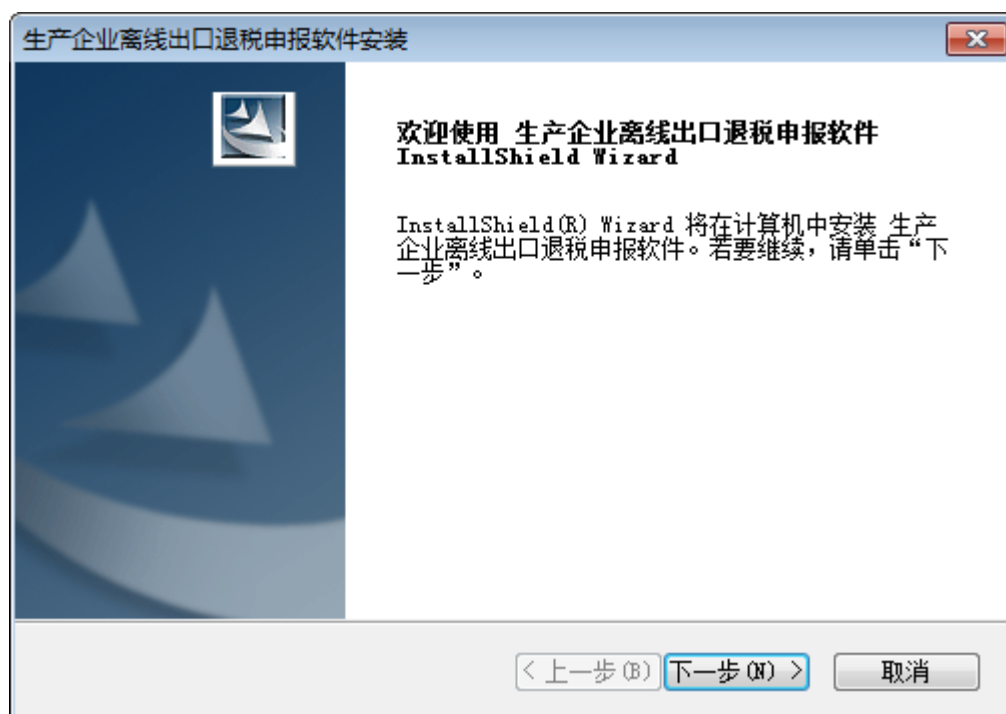 生产企业离线出口退税申报软件安装
欢迎使用 生产企业离线出口退税申报软件
InstallShield Wizard
InstallShield(R) Wizard 将在计算机中安装 生产
企业离线出口退税申报软件。若要继续，请单击“下
一步”。
< 上一步(B)
下一步(N) >
取消